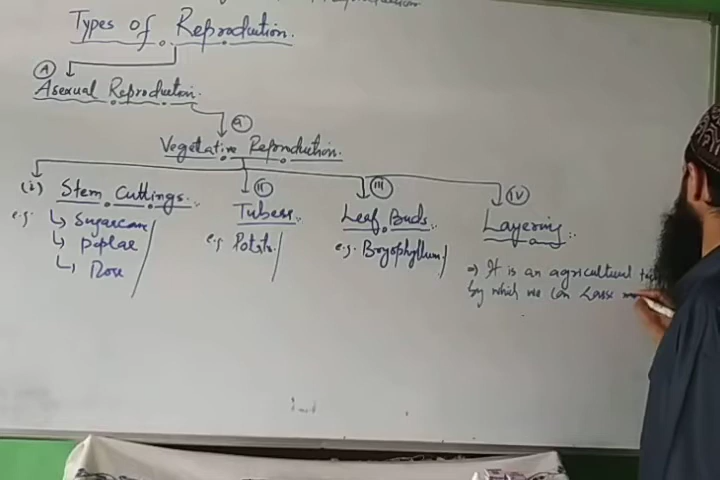 Reproduction
Types of Reproduction.
(A)
Asexual Reproduction.
(a)
Vegetative Reproduction.
(i) Stem Cuttings.
e.g. Sugarcane
Poplar
Rose
(II)
Tubers
e.g Potato
(III)
Leaf Buds.
e.g. Bryophyllum
(IV)
Layering
It is an agricultural
by which we can